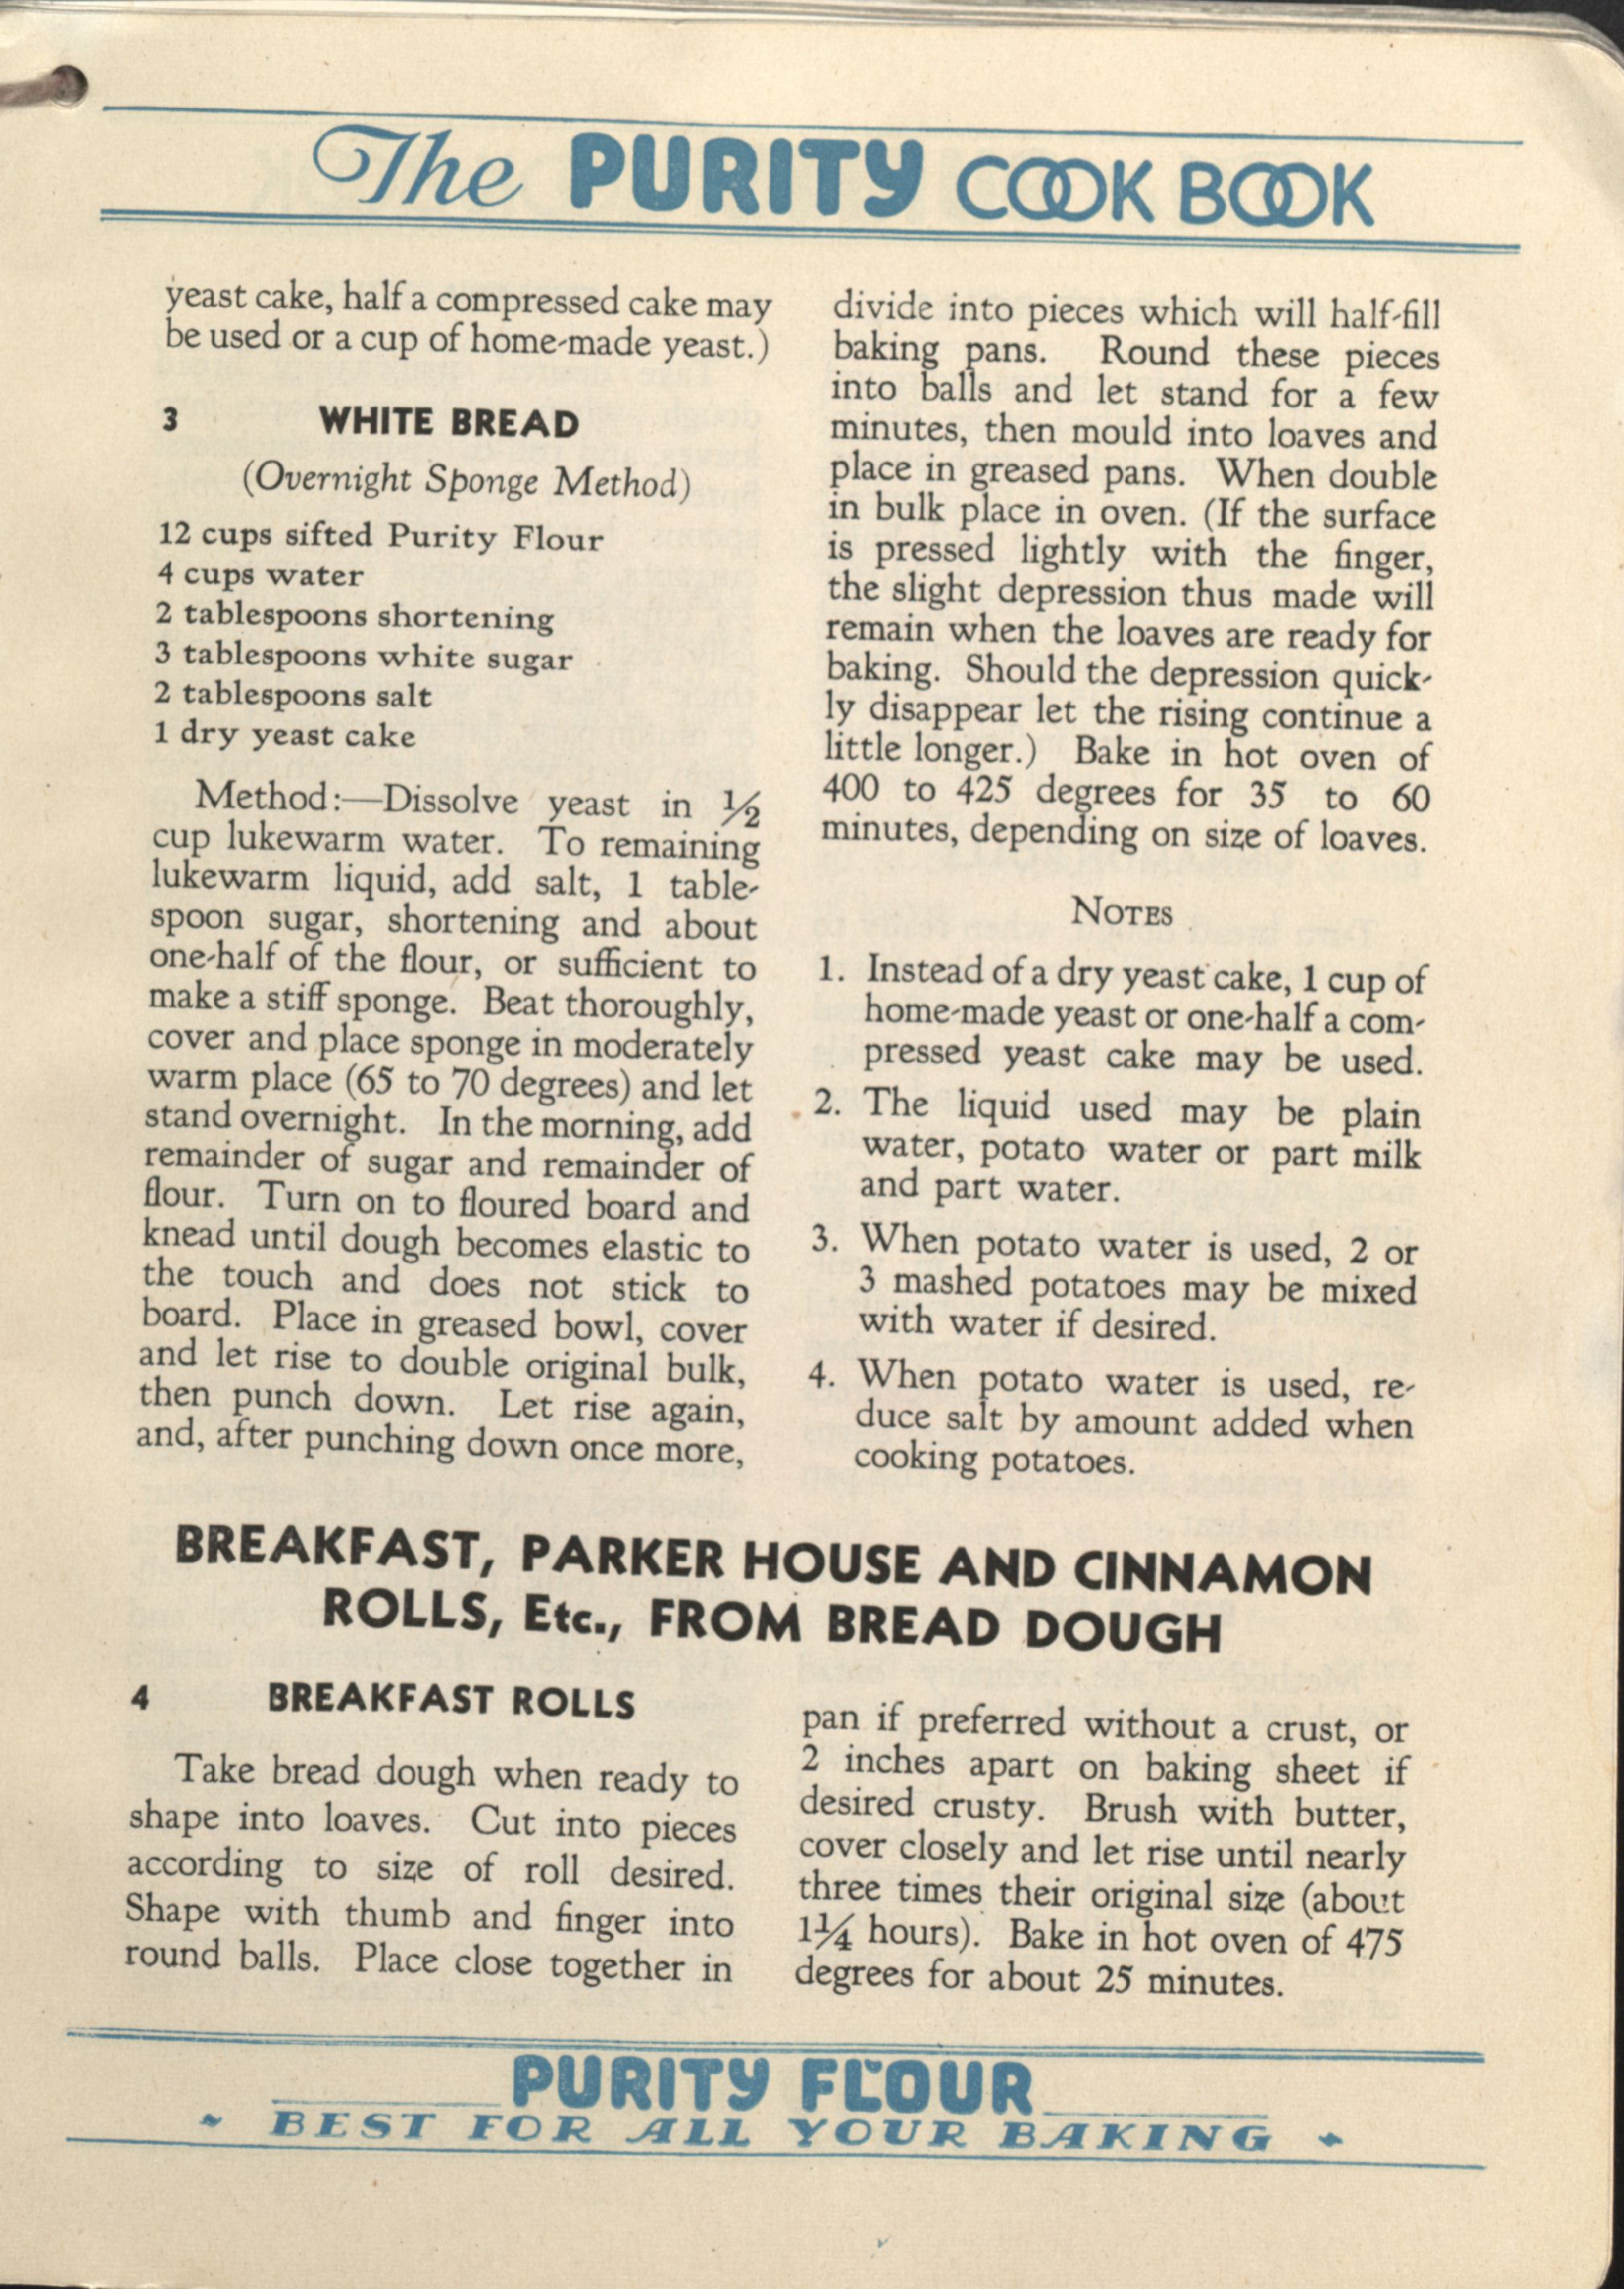 The PURITY COOK BOOK
yeast cake, half a compressed cake may
be used or a cup of home-made yeast.)
3 WHITE BREAD
(Overnight Sponge Method)
12 cups sifted Purity Flour
4 cups water
2 tablespoons shortening
3 tablespoons white sugar
2 tablespoons salt
1 dry yeast cake
Method:—Dissolve yeast in ½
cup lukewarm water. To remaining
lukewarm liquid, add salt, 1 table-
spoon sugar, shortening and about
one-half of the flour, or sufficient to
make a stiff sponge. Beat thoroughly,
cover and place sponge in moderately
warm place (65 to 70 degrees) and let
stand overnight. In the morning, add
remainder of sugar and remainder of
flour. Turn on to floured board and
knead until dough becomes elastic to
the touch and does not stick to
board. Place in greased bowl, cover
and let rise to double original bulk,
then punch down. Let rise again,
and, after punching down once more,
divide into pieces which will half-fill
baking pans. Round these pieces
into balls and let stand for a few
minutes, then mould into loaves and
place in greased pans. When double
in bulk place in oven. (If the surface
is pressed lightly with the finger,
the slight depression thus made will
remain when the loaves are ready for
baking. Should the depression quick-
ly disappear let the rising continue a
little longer.) Bake in hot oven of
400 to 425 degrees for 35 to 60
minutes, depending on size of loaves.
NOTES
1. Instead of a dry yeast cake, 1 cup of
home-made yeast or one-half a com-
pressed yeast cake may be used.
2. The liquid used may be plain
water, potato water or part milk
and part water.
3. When potato water is used, 2 or
3 mashed potatoes may be mixed
with water if desired.
4. When potato water is used, re-
duce salt by amount added when
cooking potatoes.
BREAKFAST, PARKER HOUSE AND CINNAMON
ROLLS, Etc., FROM BREAD DOUGH
4 BREAKFAST ROLLS
Take bread dough when ready to
shape into loaves. Cut into pieces
according to size of roll desired.
Shape with thumb and finger into
round balls. Place close together in
pan if preferred without a crust, or
2 inches apart on baking sheet if
desired crusty. Brush with butter,
cover closely and let rise until nearly
three times their original size (about
1¼ hours). Bake in hot oven of 475
degrees for about 25 minutes.
PURITY FLOUR
BEST FOR ALL YOUR BAKING